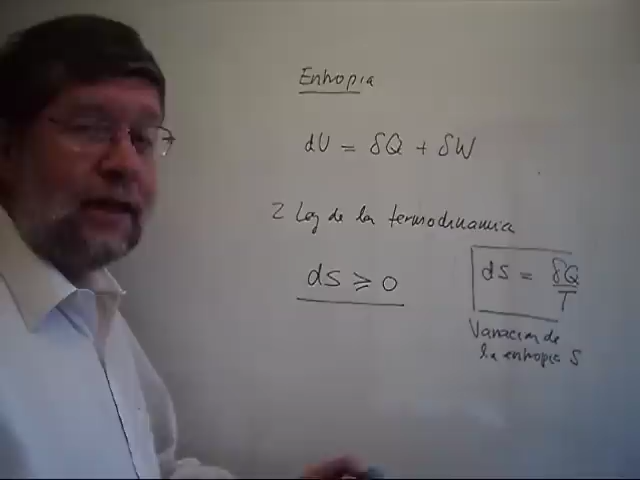 Entropia
dU = δQ + δW
2 Ley de la termodinamica
dS ⩾ 0
dS = δQ/T
Variacion de
la entropia S